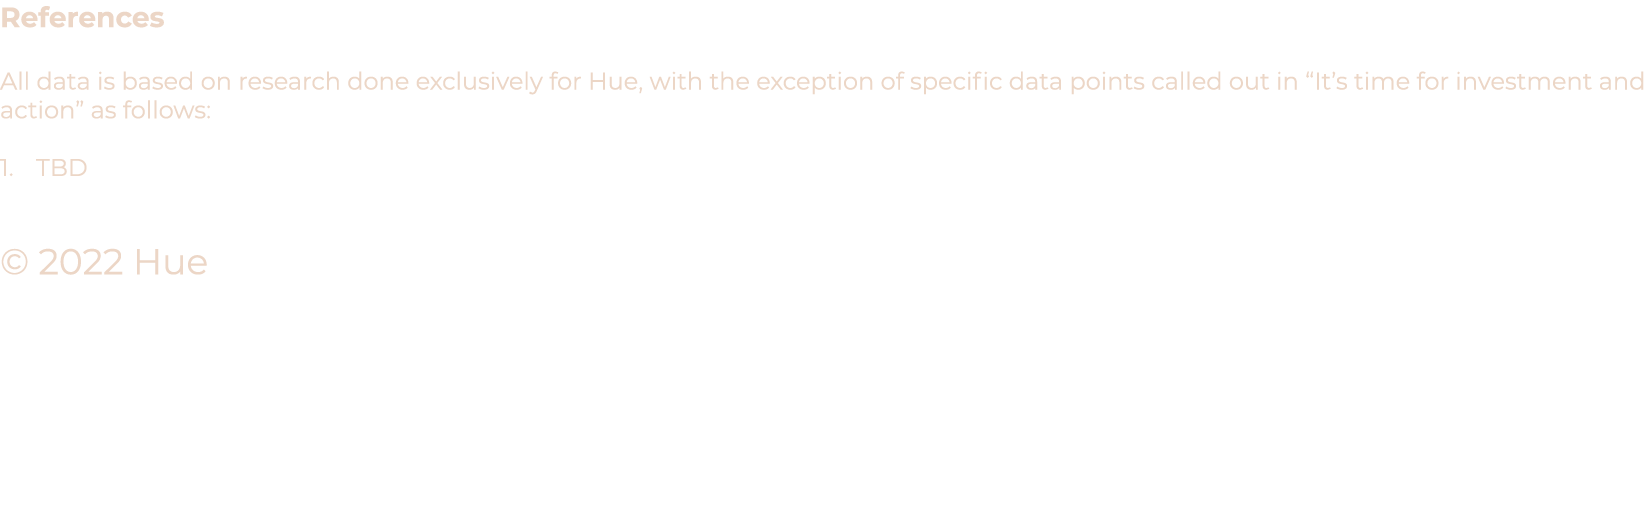 References
All data is based on research done exclusively for Hue, with the exception of specific data points called out in “It’s time for investment and
action” as follows:
1. TBD
© 2022 Hue